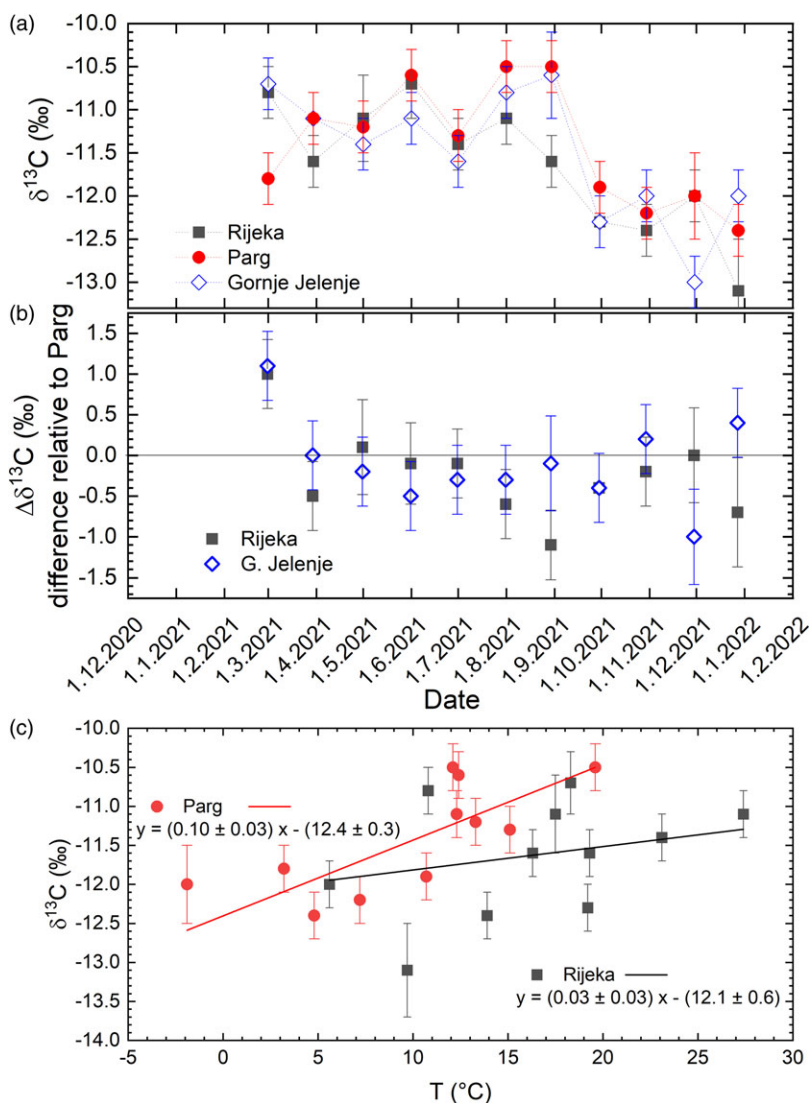 (a)
δ¹³C (‰)
-10.0
-10.5
-11.0
-11.5
-12.0
-12.5
-13.0
Rijeka
Parg
Gornje Jelenje
(b)
Δδ¹³C (‰)
difference relative to Parg
1.0
0.5
0.0
-0.5
-1.0
-1.5
Rijeka
G. Jelenje
1.12.2020
1.1.2021
1.2.2021
1.3.2021
1.4.2021
1.5.2021
1.6.2021
1.7.2021
1.8.2021
1.9.2021
1.10.2021
1.11.2021
1.12.2021
1.1.2022
1.2.2022
Date
(c)
δ¹³C (‰)
-10.0
-10.5
-11.0
-11.5
-12.0
-12.5
-13.0
-13.5
-14.0
Parg
y = (0.10 ± 0.03) x - (12.4 ± 0.3)
Rijeka
y = (0.03 ± 0.03) x - (12.1 ± 0.6)
-5 0 5 10 15 20 25 30
T (°C)